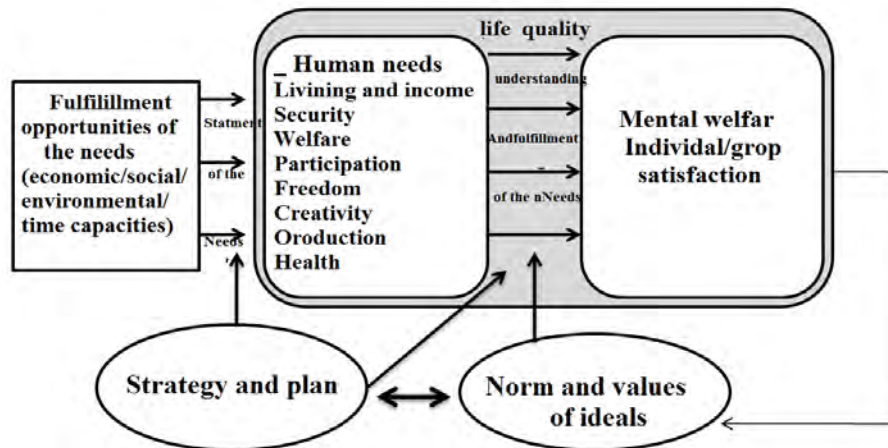 life quality
Fulfilillment
opportunities of
the needs
(economic/social/
environmental/
time capacities)
Statment
of the
Needs
_ Human needs
Livining and income
Security
Welfare
Participation
Freedom
Creativity
Oroduction
Health
understanding
Andfulfillment
of the nNeeds
Mental welfar
Individal/grop
satisfaction
Strategy and plan
Norm and values
of ideals